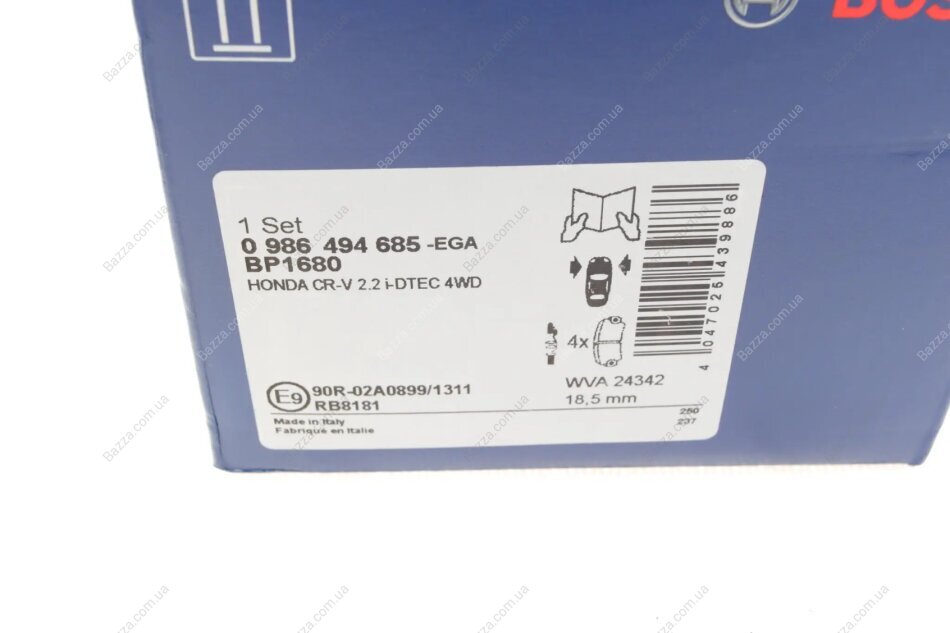 BOS
1 Set
0 986 494 685 -EGA
BP1680
HONDA CR-V 2.2 i-DTEC 4WD
4x
4 047026 439886
WVA 24342
18,5 mm
E9
90R-02A0899/1311
RB8181
Made in Italy
Fabriqué en Italie
250
237
Bazza.com.ua